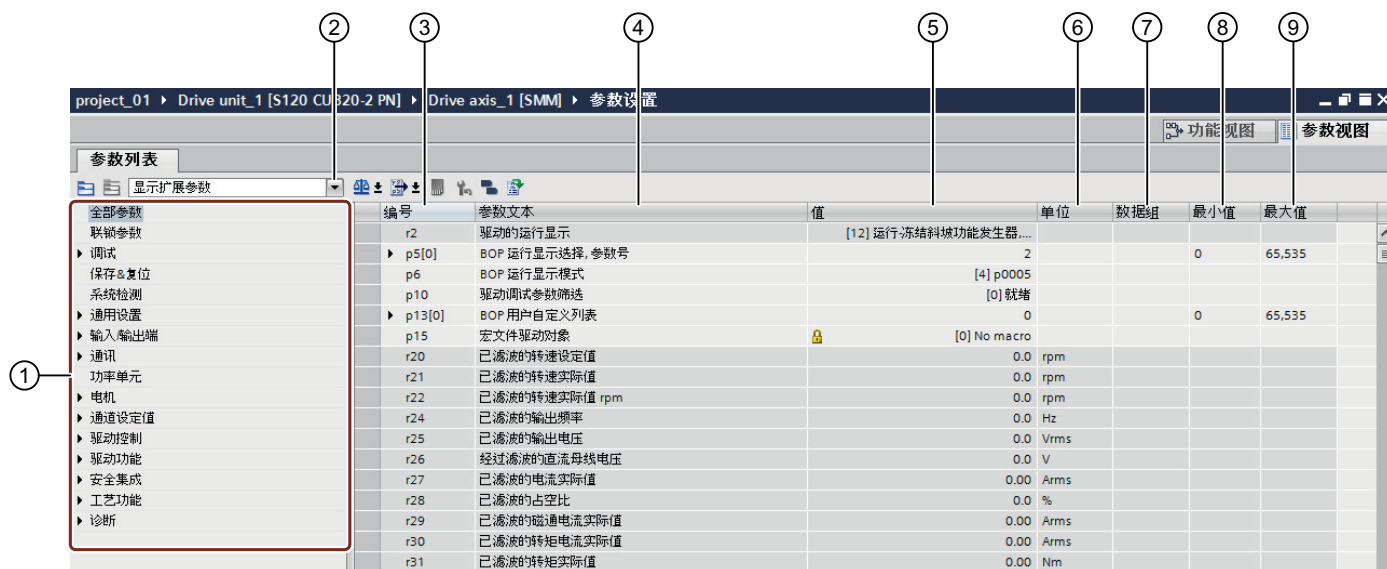 ② ③ ④ ⑤ ⑥ ⑦ ⑧ ⑨
project_01 ▸ Drive unit_1 [S120 CU320-2 PN] ▸ Drive axis_1 [SMM] ▸ 参数设置
功能视图 参数视图
参数列表
显示扩展参数
全部参数 编号 参数文本 值 单位 数据组 最小值 最大值
联锁参数 r2 驱动的运行显示 [12] 运行-冻结斜坡功能发生器,...
调试 p5[0] BOP 运行显示选择, 参数号 2 0 65,535
保存&复位 p6 BOP 运行显示模式 [4] p0005
系统检测 p10 驱动调试参数筛选 [0] 就绪
通用设置 p13[0] BOP 用户自定义列表 0 0 65,535
输入/输出端 p15 宏文件驱动对象 [0] No macro
通讯 r20 已滤波的转速设定值 0.0 rpm
① 功率单元 r21 已滤波的转速实际值 0.0 rpm
电机 r22 已滤波的转速实际值 rpm 0.0 rpm
通道设定值 r24 已滤波的输出频率 0.0 Hz
驱动控制 r25 已滤波的输出电压 0.0 Vrms
驱动功能 r26 经过滤波的直流母线电压 0.0 V
安全集成 r27 已滤波的电流实际值 0.00 Arms
工艺功能 r28 已滤波的占空比 0.0 %
诊断 r29 已滤波的磁通电流实际值 0.00 Arms
r30 已滤波的转矩电流实际值 0.00 Arms
r31 已滤波的转矩实际值 0.00 Nm